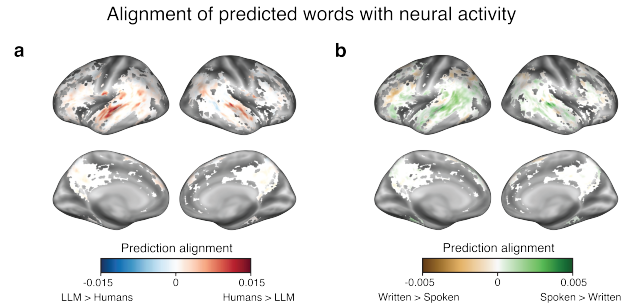 Alignment of predicted words with neural activity
a
b
Prediction alignment
-0.015 0 0.015
LLM > Humans Humans > LLM
Prediction alignment
-0.005 0 0.005
Written > Spoken Spoken > Written